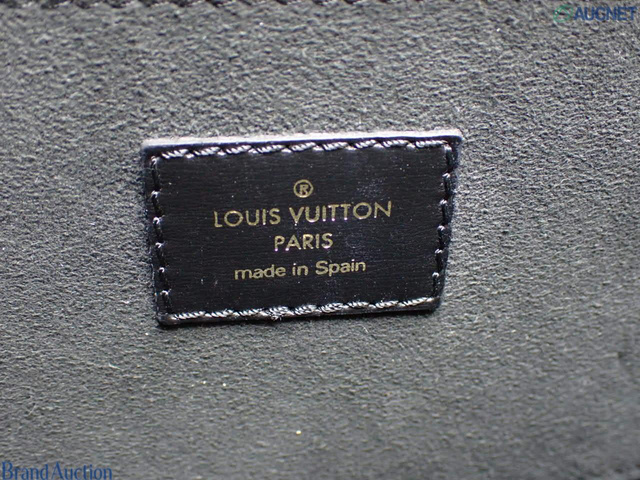 AUCNET
®
LOUIS VUITTON
PARIS
made in Spain
Brand Auction